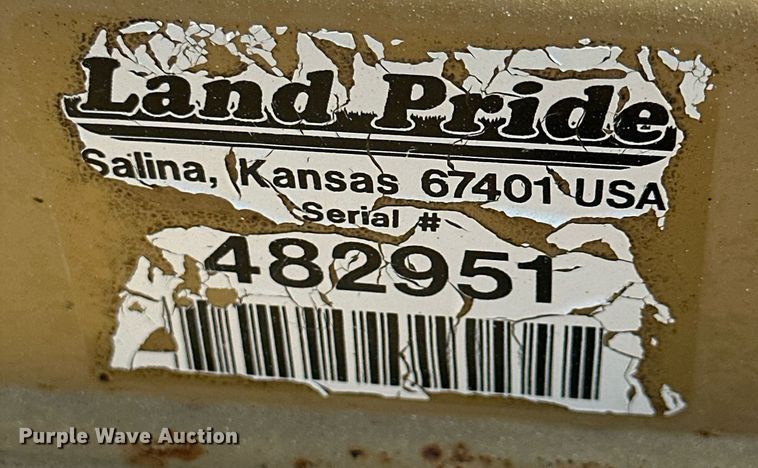 Land Pride
Salina, Kansas 67401 USA
Serial #
482951
Purple Wave Auction